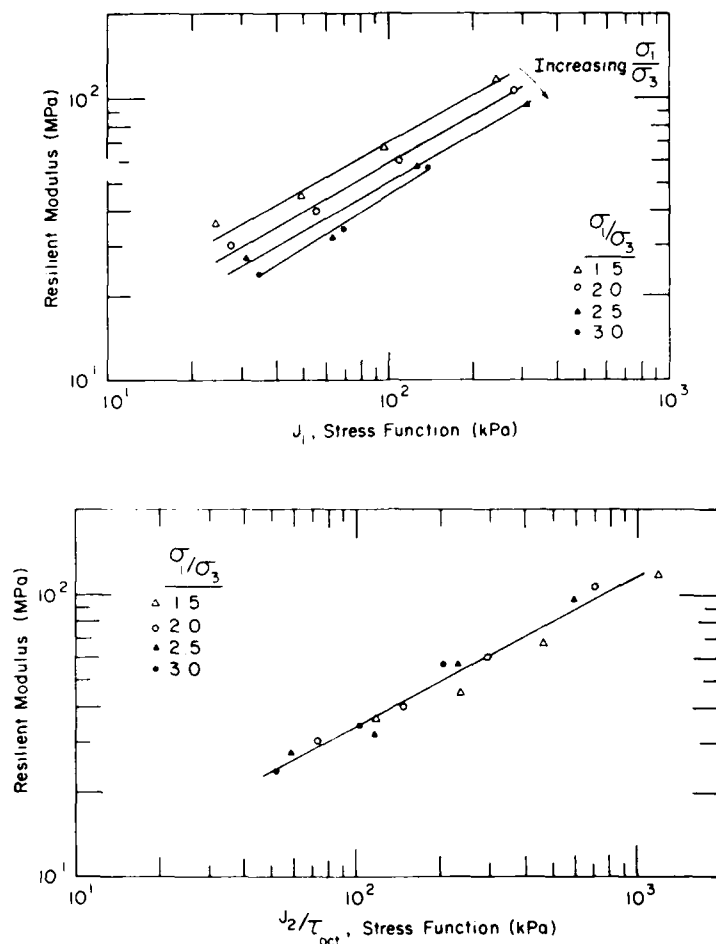 Resilient Modulus (MPa)
10²
10¹
Increasing σ₁/σ₃
σ₁/σ₃
△ 1 5
○ 2 0
▲ 2 5
● 3 0
10¹ 10² 10³
J₁, Stress Function (kPa)
Resilient Modulus (MPa)
10²
10¹
σ₁/σ₃
△ 1 5
○ 2 0
▲ 2 5
● 3 0
10¹ 10² 10³
J₂/τoct, Stress Function (kPa)